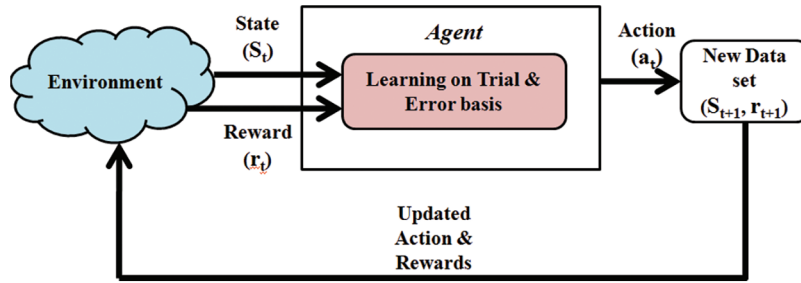 State
(St)
Agent
Action
(at)
Environment
Learning on Trial &
Error basis
New Data
set
(St+1, rt+1)
Reward
(rt)
Updated
Action &
Rewards